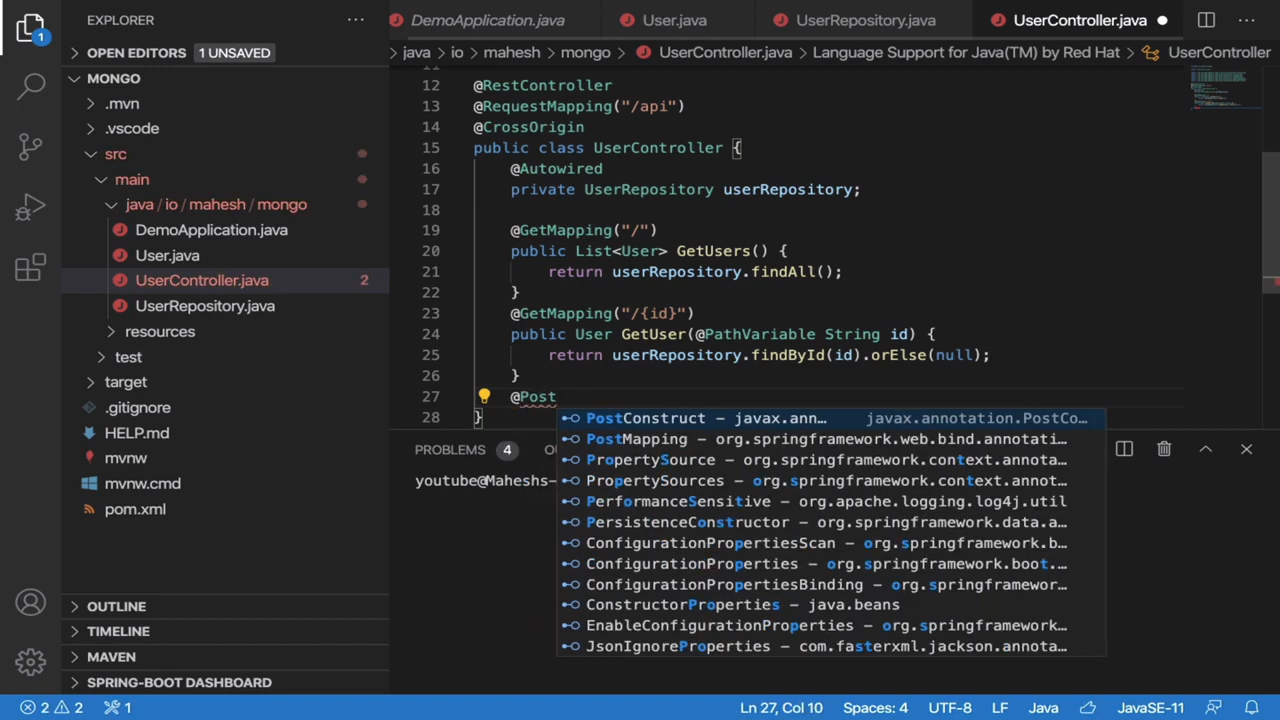 EXPLORER
DemoApplication.java
User.java
UserRepository.java
UserController.java
1
OPEN EDITORS 1 UNSAVED
java io mahesh mongo UserController.java Language Support for Java(TM) by Red Hat UserController
MONGO
.mvn
.vscode
src
main
java / io / mahesh / mongo
DemoApplication.java
User.java
UserController.java 2
UserRepository.java
resources
test
target
.gitignore
HELP.md
mvnw
mvnw.cmd
pom.xml
OUTLINE
TIMELINE
MAVEN
SPRING-BOOT DASHBOARD
12 @RestController
13 @RequestMapping("/api")
14 @CrossOrigin
15 public class UserController {
16 @Autowired
17 private UserRepository userRepository;
18
19 @GetMapping("/")
20 public List<User> GetUsers() {
21 return userRepository.findAll();
22 }
23 @GetMapping("/{id}")
24 public User GetUser(@PathVariable String id) {
25 return userRepository.findById(id).orElse(null);
26 }
27 @Post
28 }
PostConstruct – javax.ann… javax.annotation.PostCo…
PostMapping – org.springframework.web.bind.annotati…
PropertySource – org.springframework.context.annota…
PropertySources – org.springframework.context.annota…
PerformanceSensitive – org.apache.logging.log4j.util
PersistenceConstructor – org.springframework.data.a…
ConfigurationPropertiesScan – org.springframework.b…
ConfigurationProperties – org.springframework.boot.…
ConfigurationPropertiesBinding – org.springframewor…
ConstructorProperties – java.beans
EnableConfigurationProperties – org.springframework…
JsonIgnoreProperties – com.fasterxml.jackson.annota…
PROBLEMS 4
youtube@Maheshs-
2 2 1
Ln 27, Col 10 Spaces: 4 UTF-8 LF Java JavaSE-11